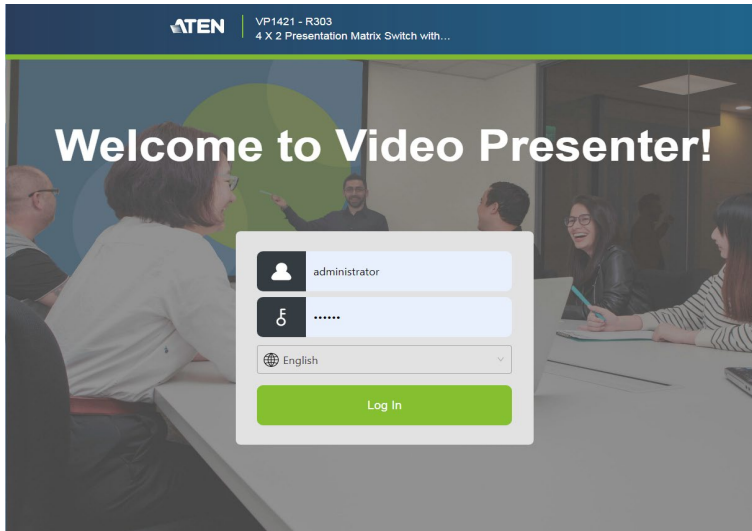 ATEN
VP1421 - R303
4 X 2 Presentation Matrix Switch with...
Welcome to Video Presenter!
administrator
••••••
English
Log In